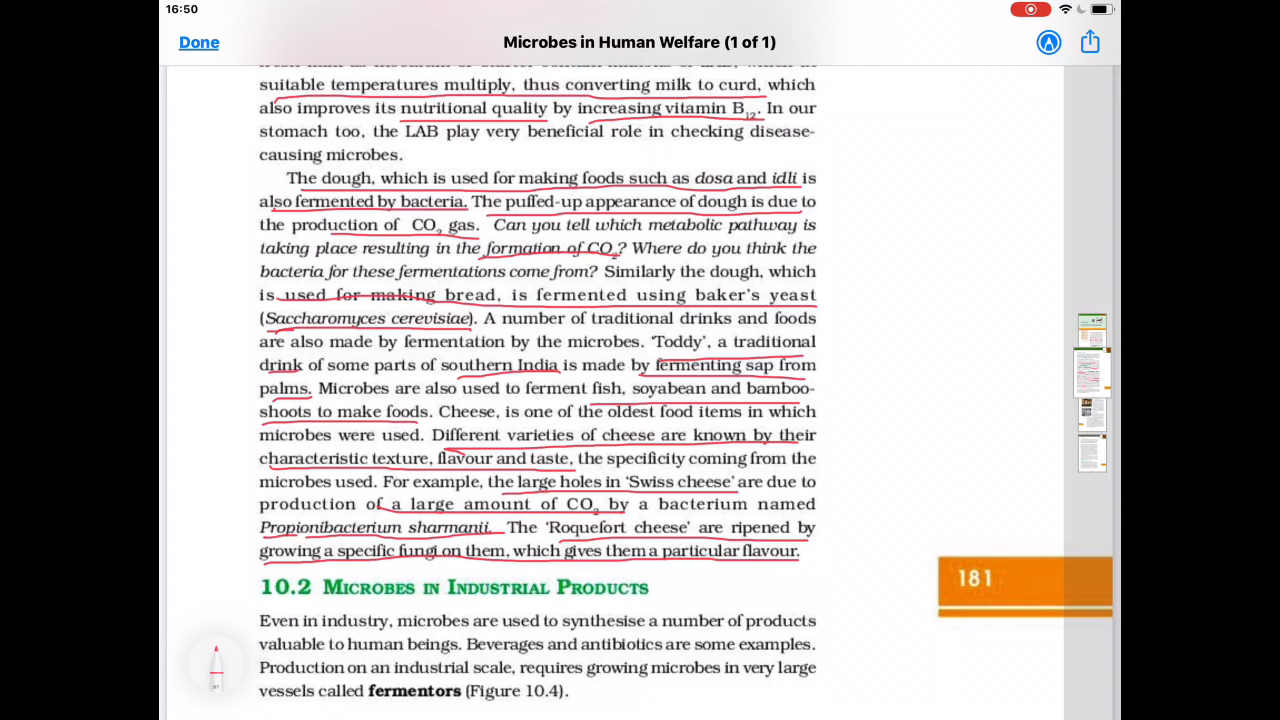 16:50
Done
Microbes in Human Welfare (1 of 1)
suitable temperatures multiply, thus converting milk to curd, which
also improves its nutritional quality by increasing vitamin B₁₂. In our
stomach too, the LAB play very beneficial role in checking disease-
causing microbes.
The dough, which is used for making foods such as dosa and idli is
also fermented by bacteria. The puffed-up appearance of dough is due to
the production of CO₂ gas. Can you tell which metabolic pathway is
taking place resulting in the formation of CO₂? Where do you think the
bacteria for these fermentations come from? Similarly the dough, which
is used for making bread, is fermented using baker's yeast
(Saccharomyces cerevisiae). A number of traditional drinks and foods
are also made by fermentation by the microbes. 'Toddy', a traditional
drink of some parts of southern India is made by fermenting sap from
palms. Microbes are also used to ferment fish, soyabean and bamboo-
shoots to make foods. Cheese, is one of the oldest food items in which
microbes were used. Different varieties of cheese are known by their
characteristic texture, flavour and taste, the specificity coming from the
microbes used. For example, the large holes in 'Swiss cheese' are due to
production of a large amount of CO₂ by a bacterium named
Propionibacterium sharmanii. The 'Roquefort cheese' are ripened by
growing a specific fungi on them, which gives them a particular flavour.
181
10.2 MICROBES IN INDUSTRIAL PRODUCTS
Even in industry, microbes are used to synthesise a number of products
valuable to human beings. Beverages and antibiotics are some examples.
Production on an industrial scale, requires growing microbes in very large
vessels called fermentors (Figure 10.4).